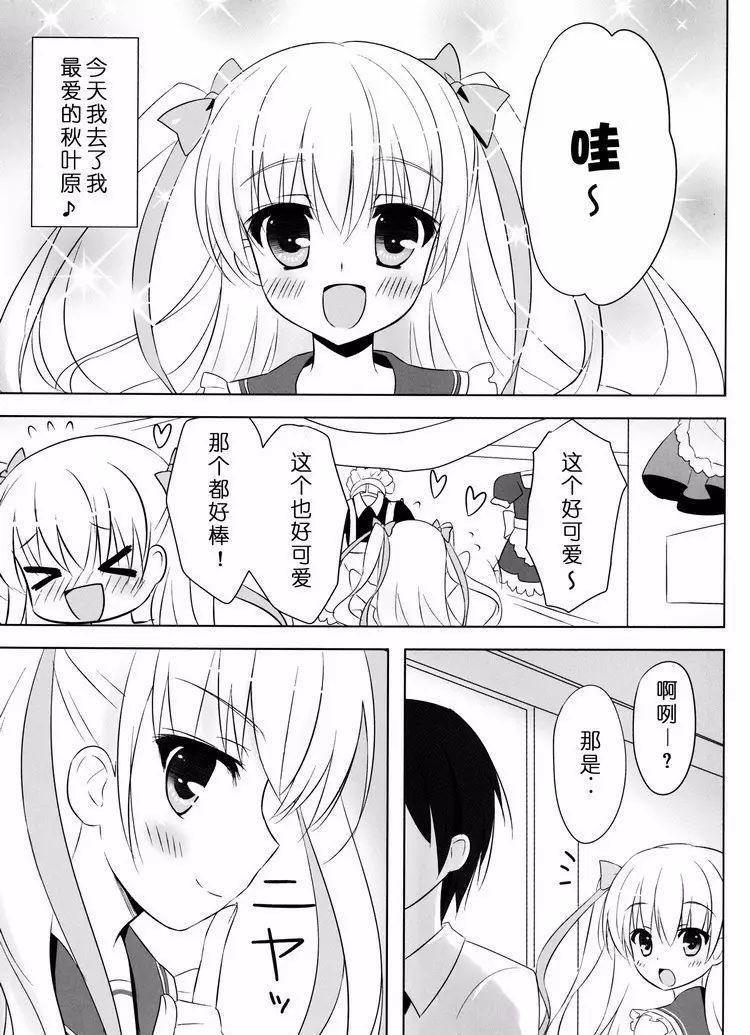 哇～
今天我去了我
最爱的秋叶原
♪
这个好可爱～
这个也好可爱
那个都好棒！
啊咧－？
那是．．
ニヤッ